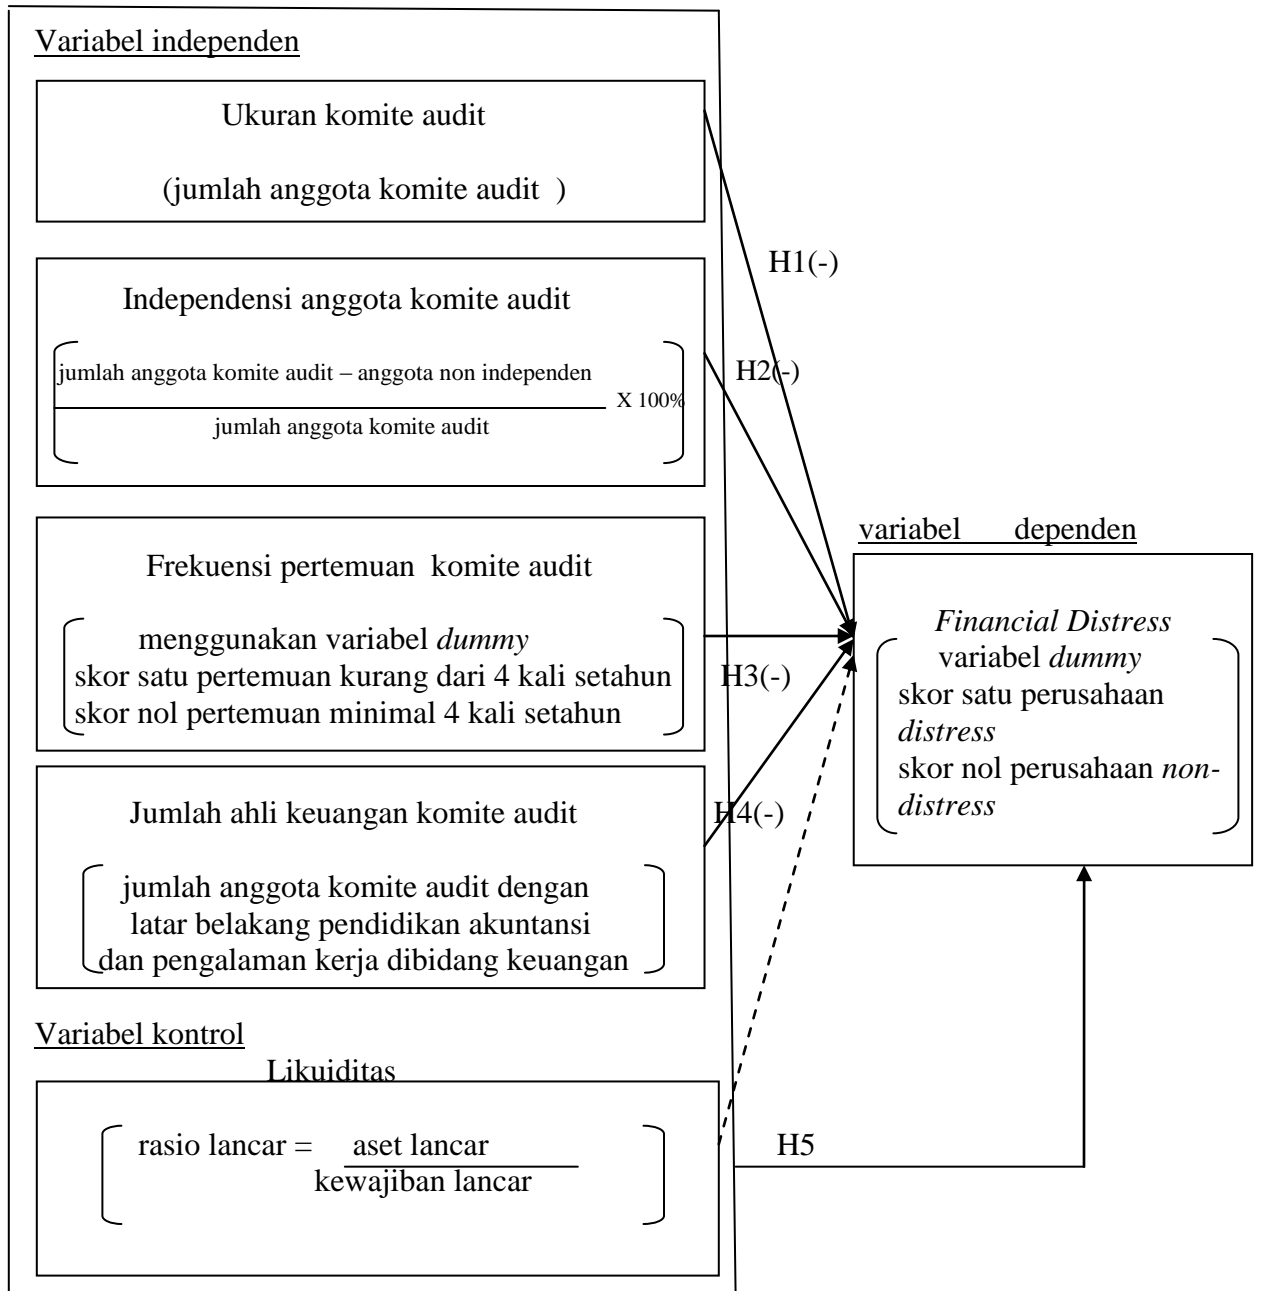 Variabel independen
Ukuran komite audit
(jumlah anggota komite audit )
H1(-)
Independensi anggota komite audit
jumlah anggota komite audit – anggota non independen
X 100%
jumlah anggota komite audit
H2(-)
variabel dependen
Frekuensi pertemuan komite audit
menggunakan variabel dummy
skor satu pertemuan kurang dari 4 kali setahun
skor nol pertemuan minimal 4 kali setahun
H3(-)
Financial Distress
variabel dummy
skor satu perusahaan
distress
skor nol perusahaan non-
distress
Jumlah ahli keuangan komite audit
H4(-)
jumlah anggota komite audit dengan
latar belakang pendidikan akuntansi
dan pengalaman kerja dibidang keuangan
Variabel kontrol
Likuiditas
rasio lancar = aset lancar
kewajiban lancar
H5